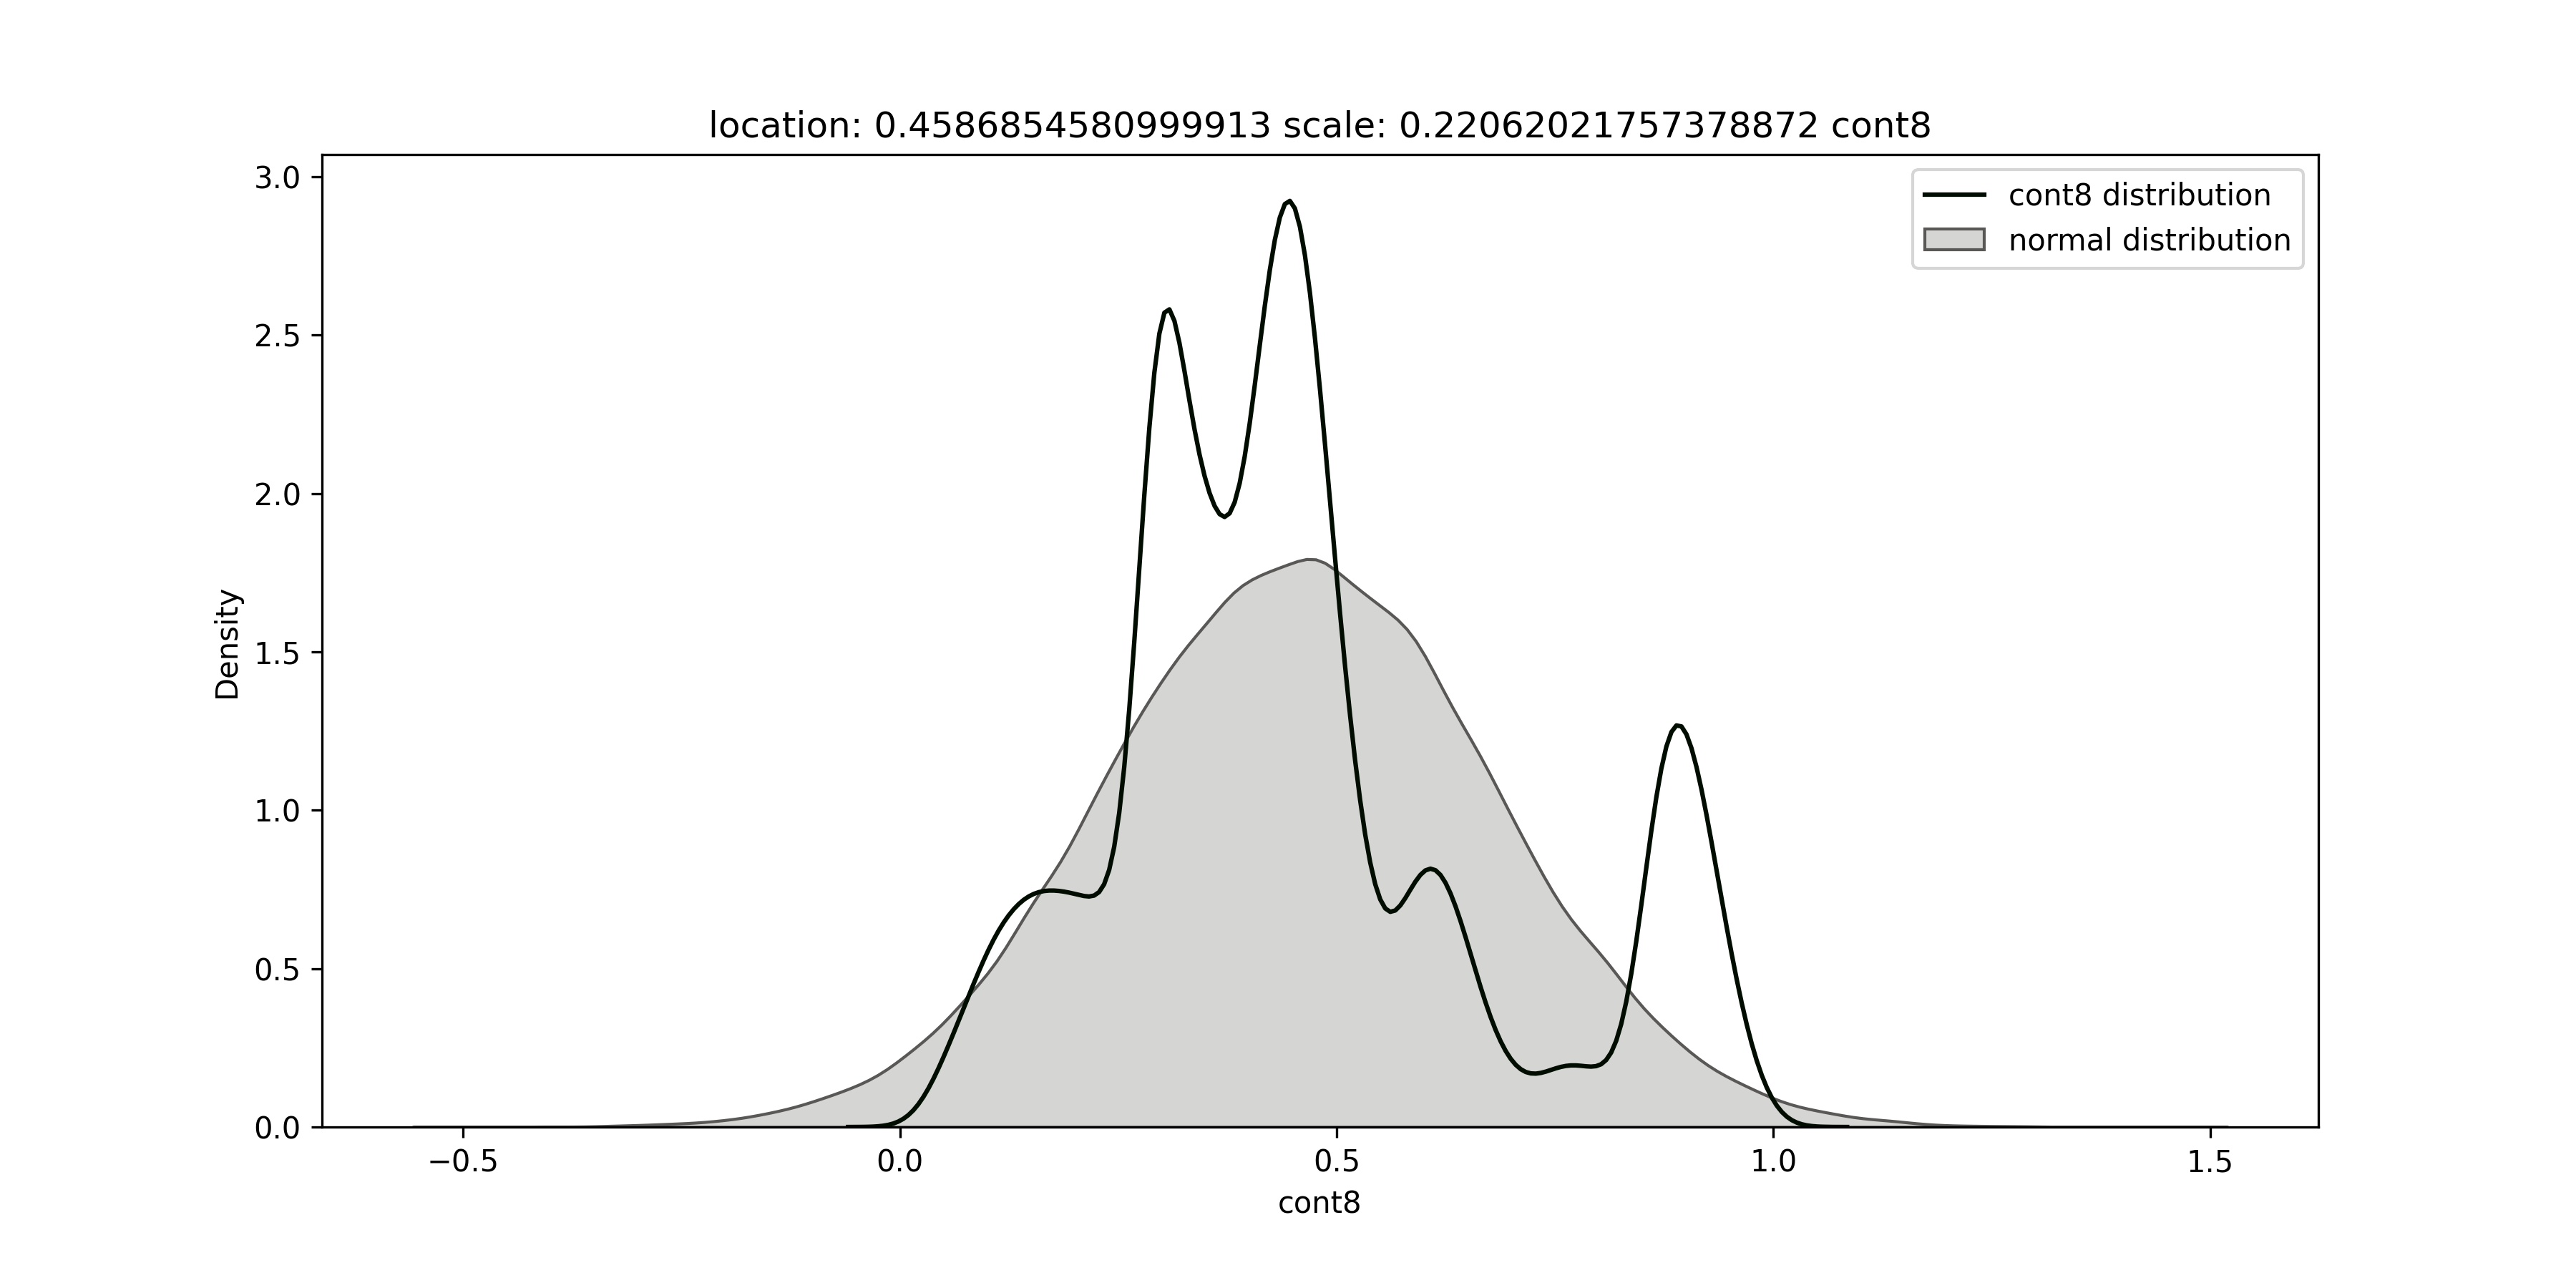 location: 0.4586854580999913 scale: 0.22062021757378872 cont8
3.0
2.5
2.0
1.5
1.0
0.5
0.0
Density
cont8 distribution
normal distribution
−0.5
0.0
0.5
1.0
1.5
cont8